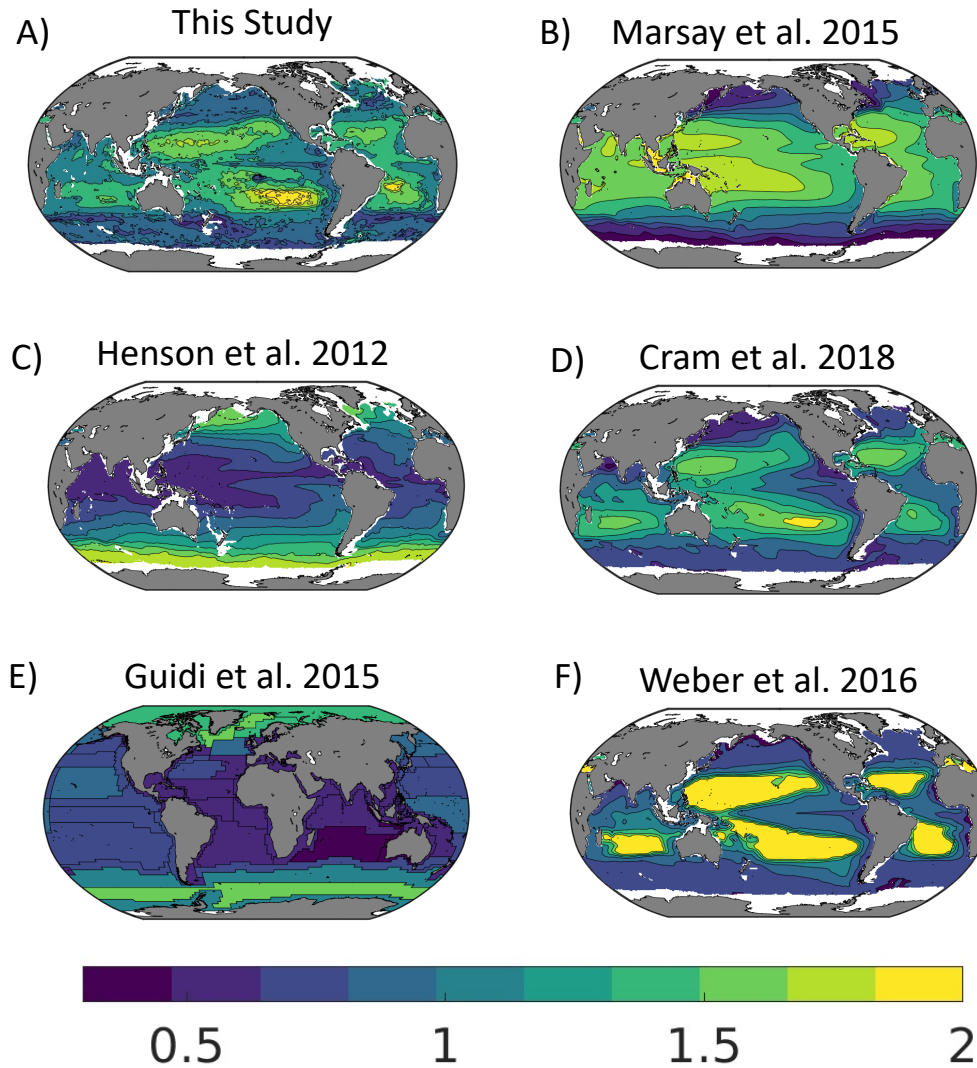 A) This Study
B) Marsay et al. 2015
C) Henson et al. 2012
D) Cram et al. 2018
E) Guidi et al. 2015
F) Weber et al. 2016
0.5 1 1.5 2